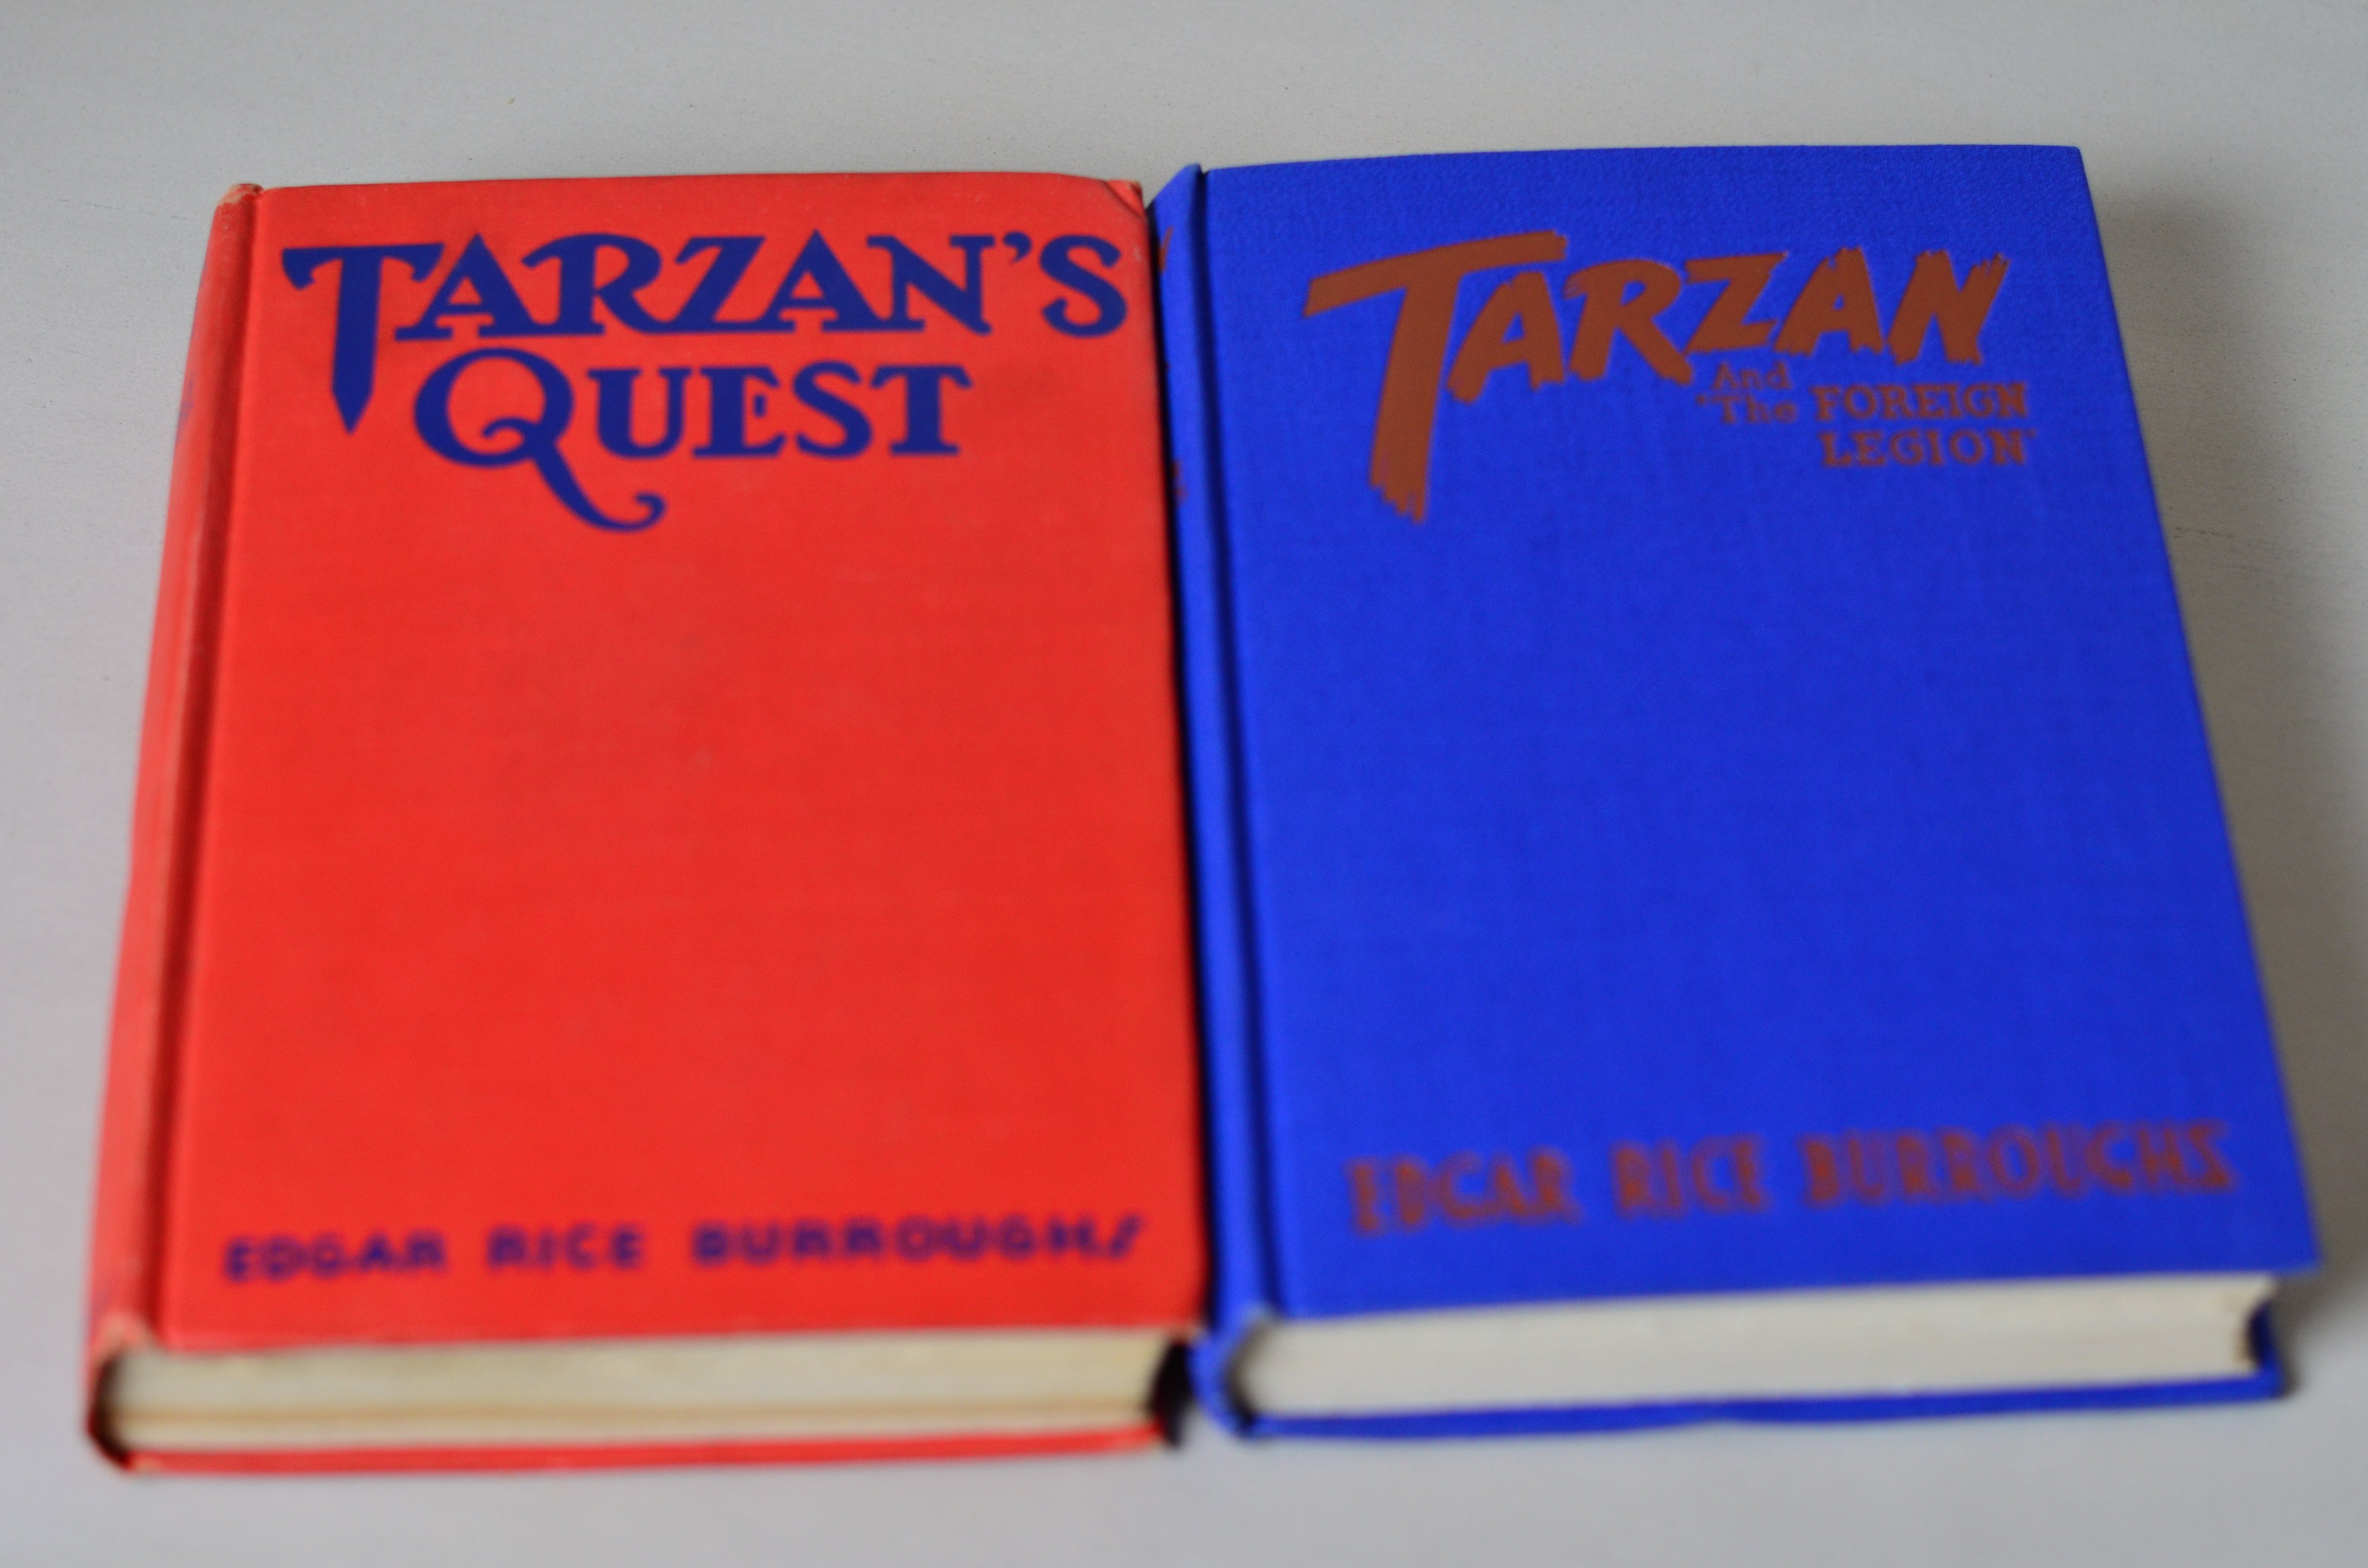 TARZAN'S
QUEST
EDGAR RICE BURROUGHS
TARZAN
And
"The FOREIGN
LEGION"
EDGAR RICE BURROUGHS